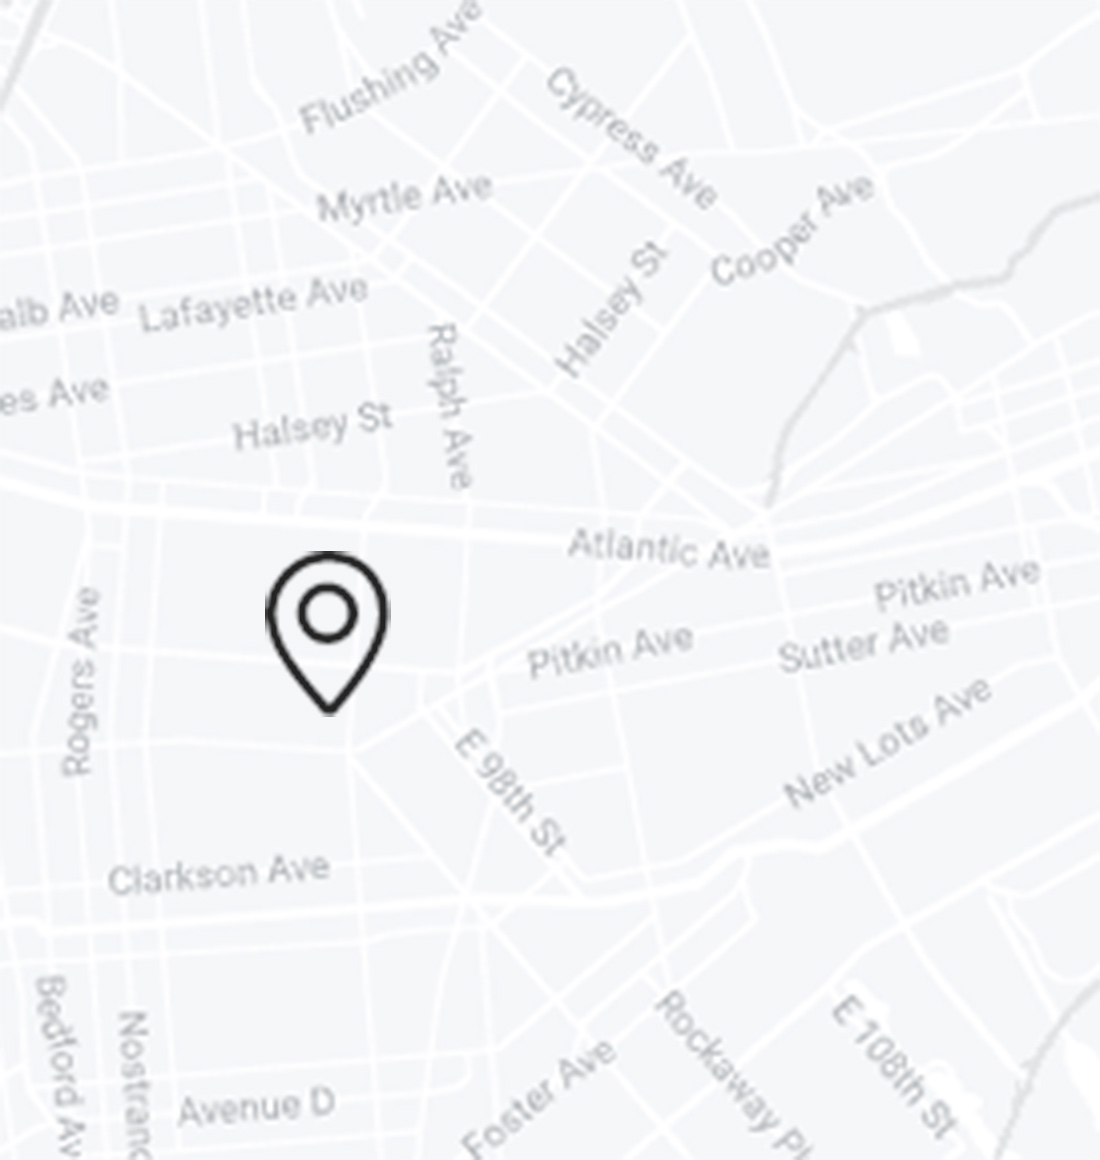 Flushing Ave
Cypress Ave
Myrtle Ave
Cooper Ave
Halsey St
alb Ave
Lafayette Ave
Ralph Ave
es Ave
Halsey St
Atlantic Ave
Pitkin Ave
Rogers Ave
Pitkin Ave
Sutter Ave
New Lots Ave
E 98th St
Clarkson Ave
Bedford Av
Nostranc
Rockaway P
E 108th St
Foster Ave
Avenue D